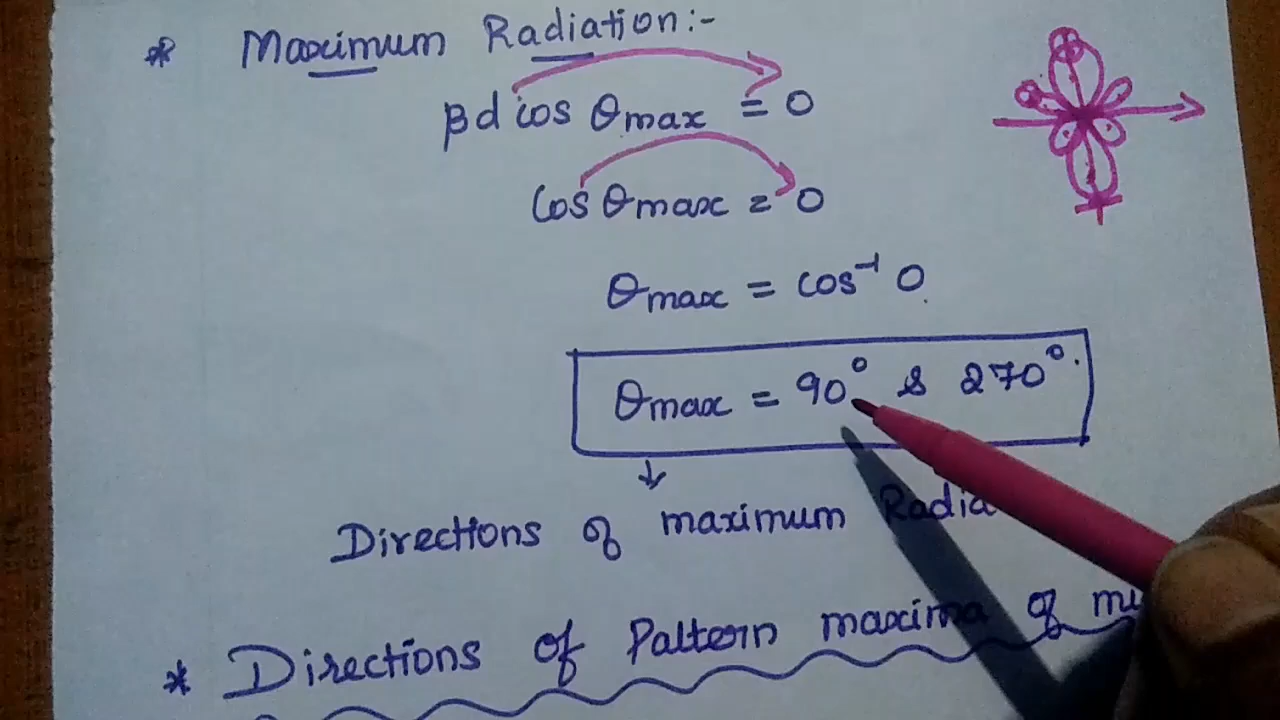 * Maximum Radiation:-
βd cos θmax = 0
Cos θmax = 0
θmax = cos⁻¹ 0.
θmax = 90° & 270°.
Directions of maximum
* Directions of Pattern maxima of